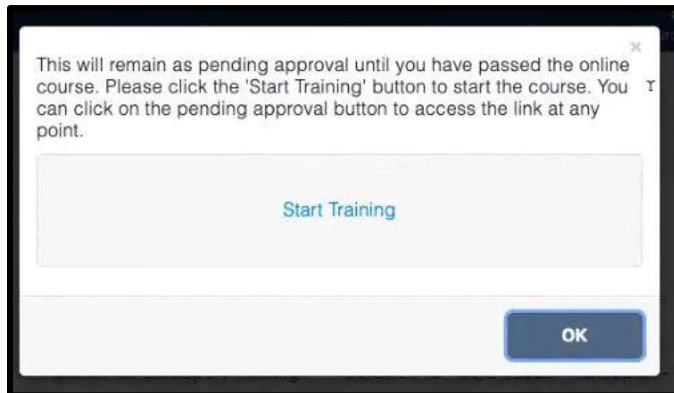 This will remain as pending approval until you have passed the online
course. Please click the 'Start Training' button to start the course. You
can click on the pending approval button to access the link at any
point.
Start Training
OK